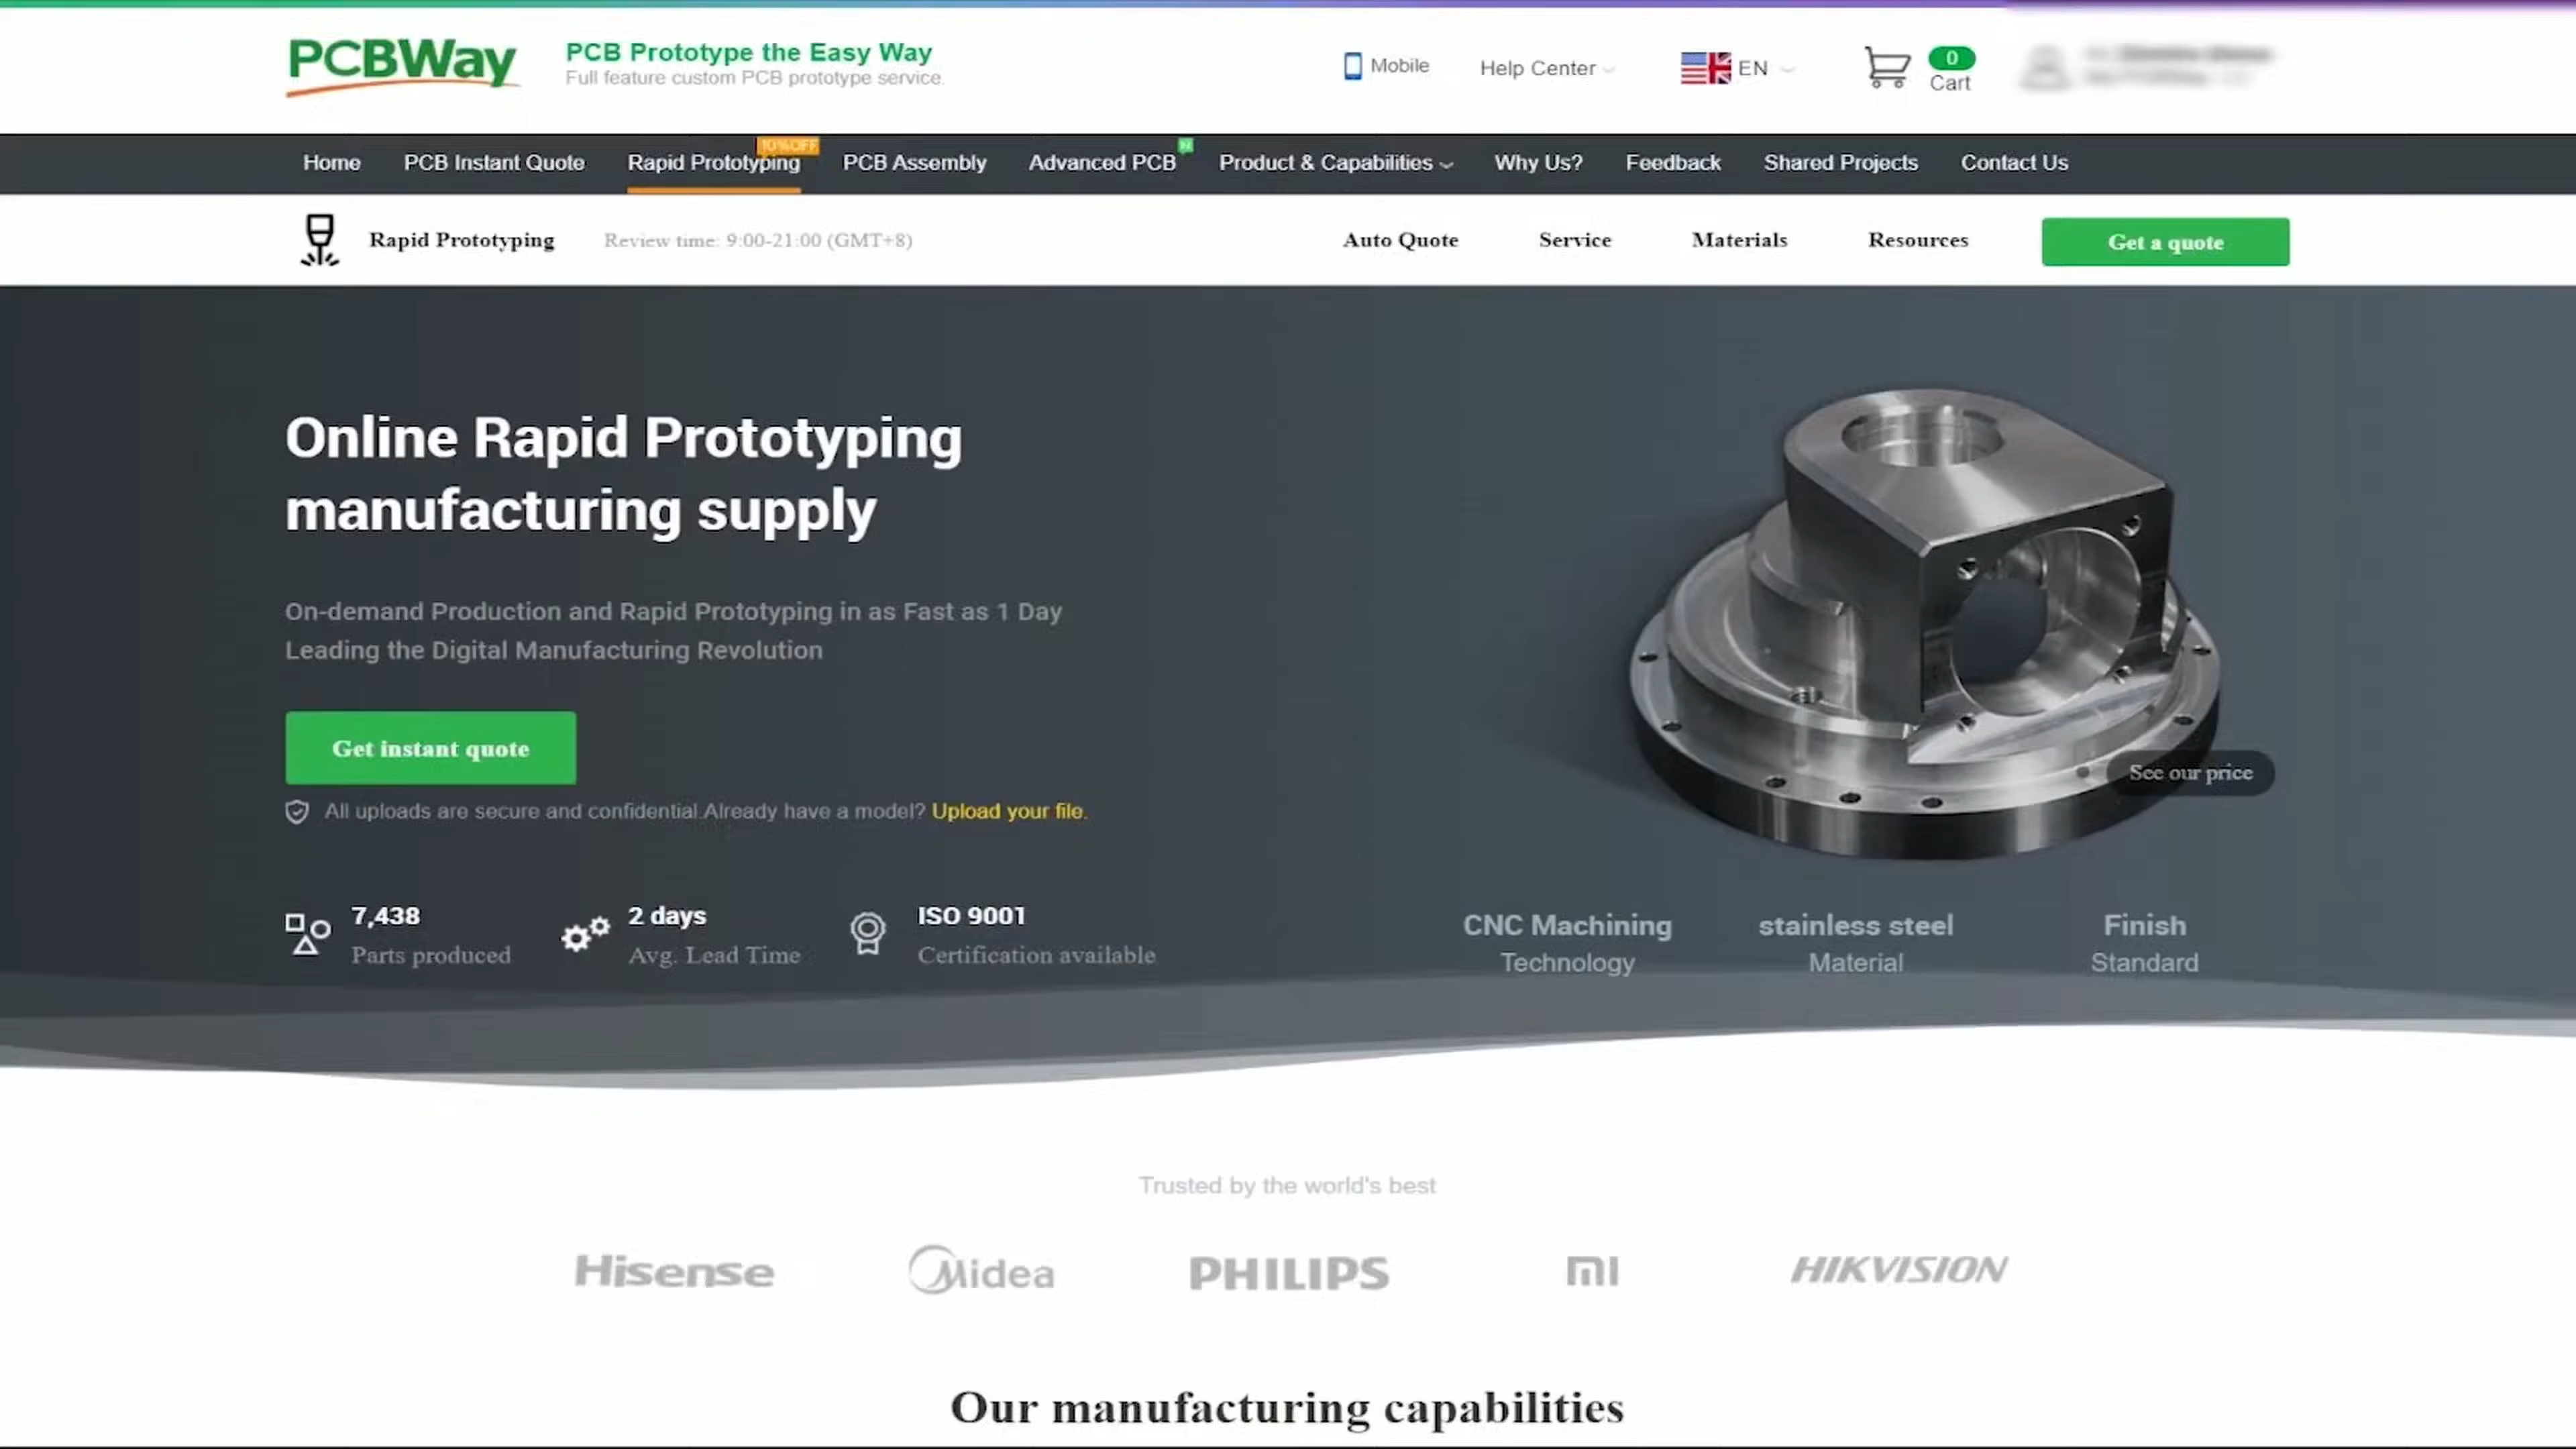 PCBWay
PCB Prototype the Easy Way
Full feature custom PCB prototype service.
Mobile
Help Center
EN
0
Cart
10%OFF
Home
PCB Instant Quote
Rapid Prototyping
PCB Assembly
Advanced PCB
N
Product & Capabilities
Why Us?
Feedback
Shared Projects
Contact Us
Rapid Prototyping
Review time: 9:00-21:00 (GMT+8)
Auto Quote
Service
Materials
Resources
Get a quote
Online Rapid Prototyping
manufacturing supply
On-demand Production and Rapid Prototyping in as Fast as 1 Day
Leading the Digital Manufacturing Revolution
Get instant quote
All uploads are secure and confidential.Already have a model? Upload your file.
See our price
7,438
Parts produced
2 days
Avg. Lead Time
ISO 9001
Certification available
CNC Machining
Technology
stainless steel
Material
Finish
Standard
Trusted by the world's best
Hisense
Midea
PHILIPS
MI
HIKVISION
Our manufacturing capabilities